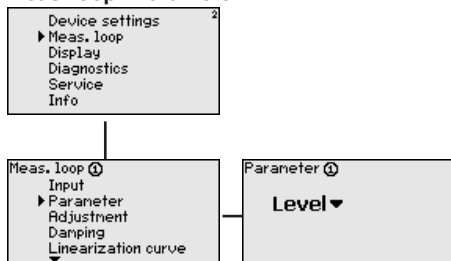 Device settings 2
Meas. loop
Display
Diagnostics
Service
Info
Meas. loop ①
Input
Parameter
Adjustment
Damping
Linearization curve
Parameter ①
Level